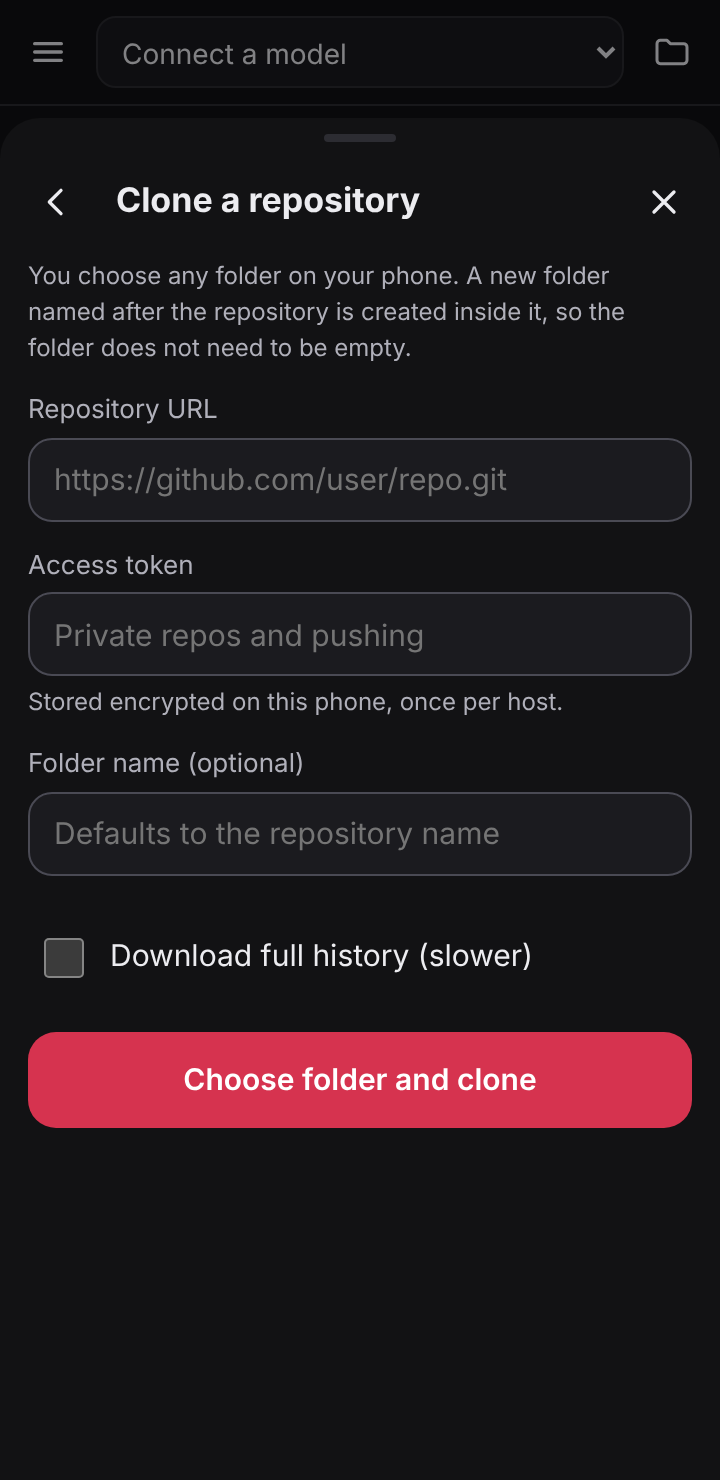 Connect a model
Clone a repository
You choose any folder on your phone. A new folder
named after the repository is created inside it, so the
folder does not need to be empty.
Repository URL
https://github.com/user/repo.git
Access token
Private repos and pushing
Stored encrypted on this phone, once per host.
Folder name (optional)
Defaults to the repository name
Download full history (slower)
Choose folder and clone